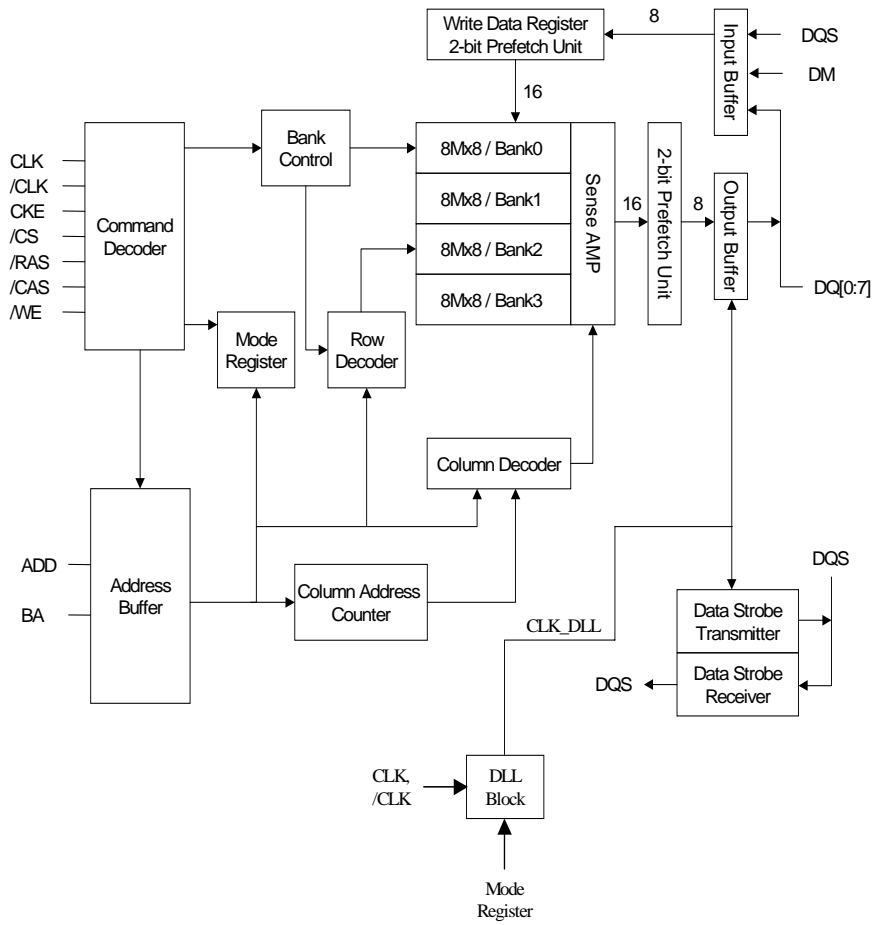 Write Data Register
2-bit Prefetch Unit
8
Input Buffer
DQS
DM
16
Bank
Control
8Mx8 / Bank0
8Mx8 / Bank1
8Mx8 / Bank2
8Mx8 / Bank3
Sense AMP
16
2-bit Prefetch Unit
8
Output Buffer
DQ[0:7]
CLK
/CLK
CKE
/CS
/RAS
/CAS
/WE
Command
Decoder
Mode
Register
Row
Decoder
Column Decoder
ADD
BA
Address
Buffer
Column Address
Counter
CLK_DLL
DQS
Data Strobe
Transmitter
Data Strobe
Receiver
DQS
CLK,
/CLK
DLL
Block
Mode
Register